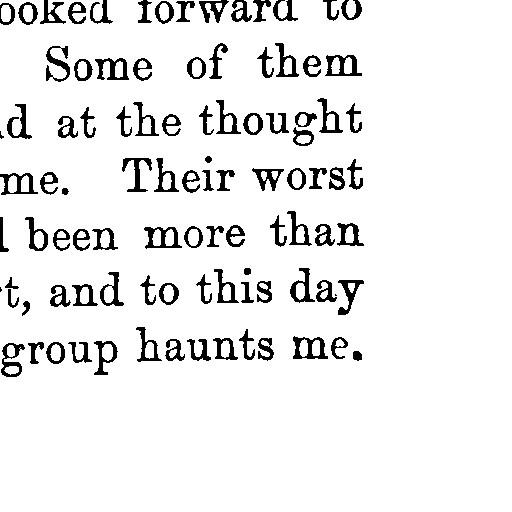 ooked forward to
Some of them
d at the thought
me. Their worst
been more than
t, and to this day
group haunts me.